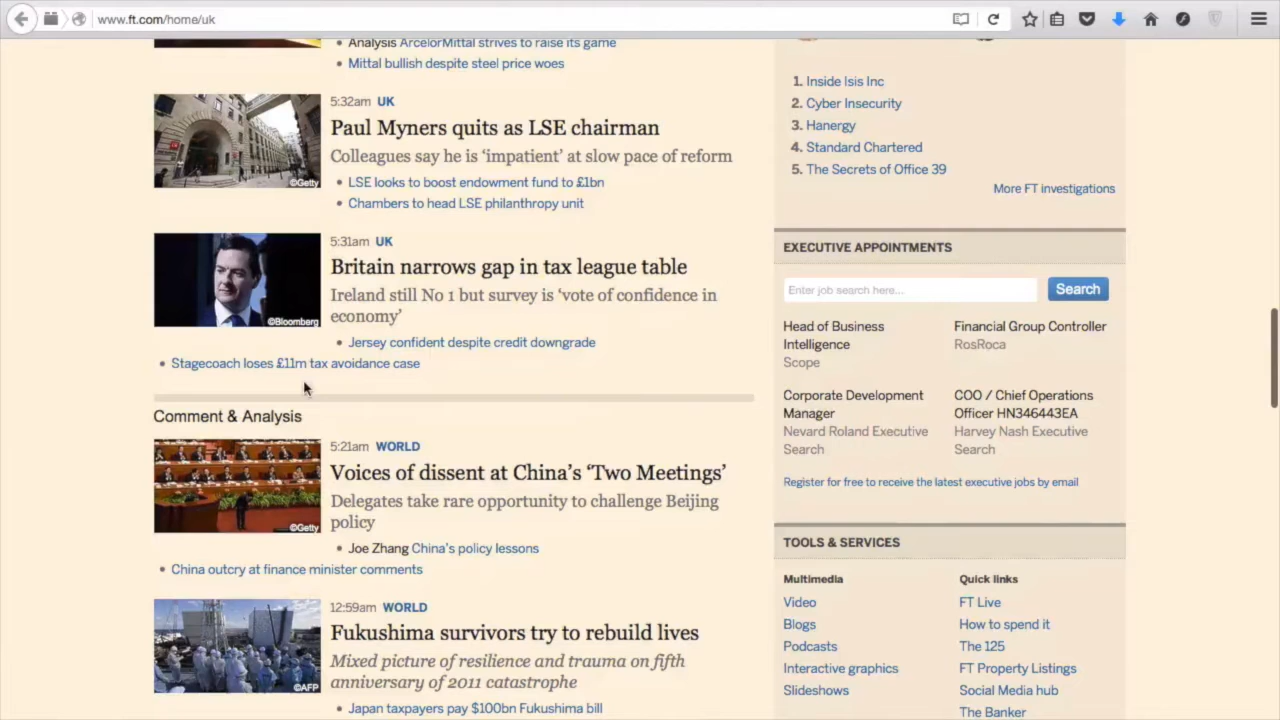 www.ft.com/home/uk
Analysis ArcelorMittal strives to raise its game
Mittal bullish despite steel price woes
5:32am UK
Paul Myners quits as LSE chairman
Colleagues say he is ‘impatient’ at slow pace of reform
LSE looks to boost endowment fund to £1bn
Chambers to head LSE philanthropy unit
©Getty
5:31am UK
Britain narrows gap in tax league table
Ireland still No 1 but survey is ‘vote of confidence in
economy’
©Bloomberg
Jersey confident despite credit downgrade
Stagecoach loses £11m tax avoidance case
Comment & Analysis
5:21am WORLD
Voices of dissent at China’s ‘Two Meetings’
Delegates take rare opportunity to challenge Beijing
policy
©Getty
Joe Zhang China’s policy lessons
China outcry at finance minister comments
12:59am WORLD
Fukushima survivors try to rebuild lives
Mixed picture of resilience and trauma on fifth
anniversary of 2011 catastrophe
©AFP
Japan taxpayers pay $100bn Fukushima bill
1. Inside Isis Inc
2. Cyber Insecurity
3. Hanergy
4. Standard Chartered
5. The Secrets of Office 39
More FT investigations
EXECUTIVE APPOINTMENTS
Enter job search here...
Search
Head of Business
Intelligence
Scope
Financial Group Controller
RosRoca
Corporate Development
Manager
Nevard Roland Executive
Search
COO / Chief Operations
Officer HN346443EA
Harvey Nash Executive
Search
Register for free to receive the latest executive jobs by email
TOOLS & SERVICES
Multimedia
Video
Blogs
Podcasts
Interactive graphics
Slideshows
Quick links
FT Live
How to spend it
The 125
FT Property Listings
Social Media hub
The Banker